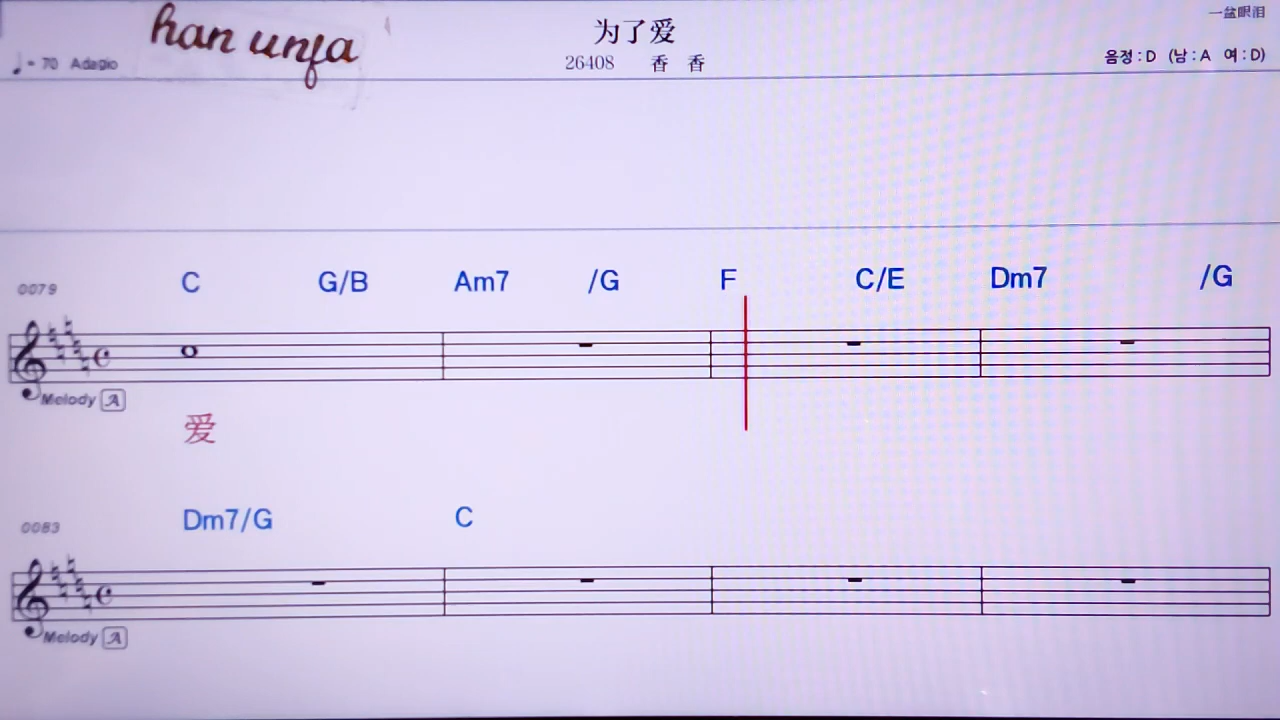 han unfa
为了爱
一盆眼泪
♩= 70 Adagio
26408 香 香
음정 : D (남 : A 여 : D)
0079
C G/B Am7 /G F C/E Dm7 /G
Melody A
爱
0083
Dm7/G C
Melody A